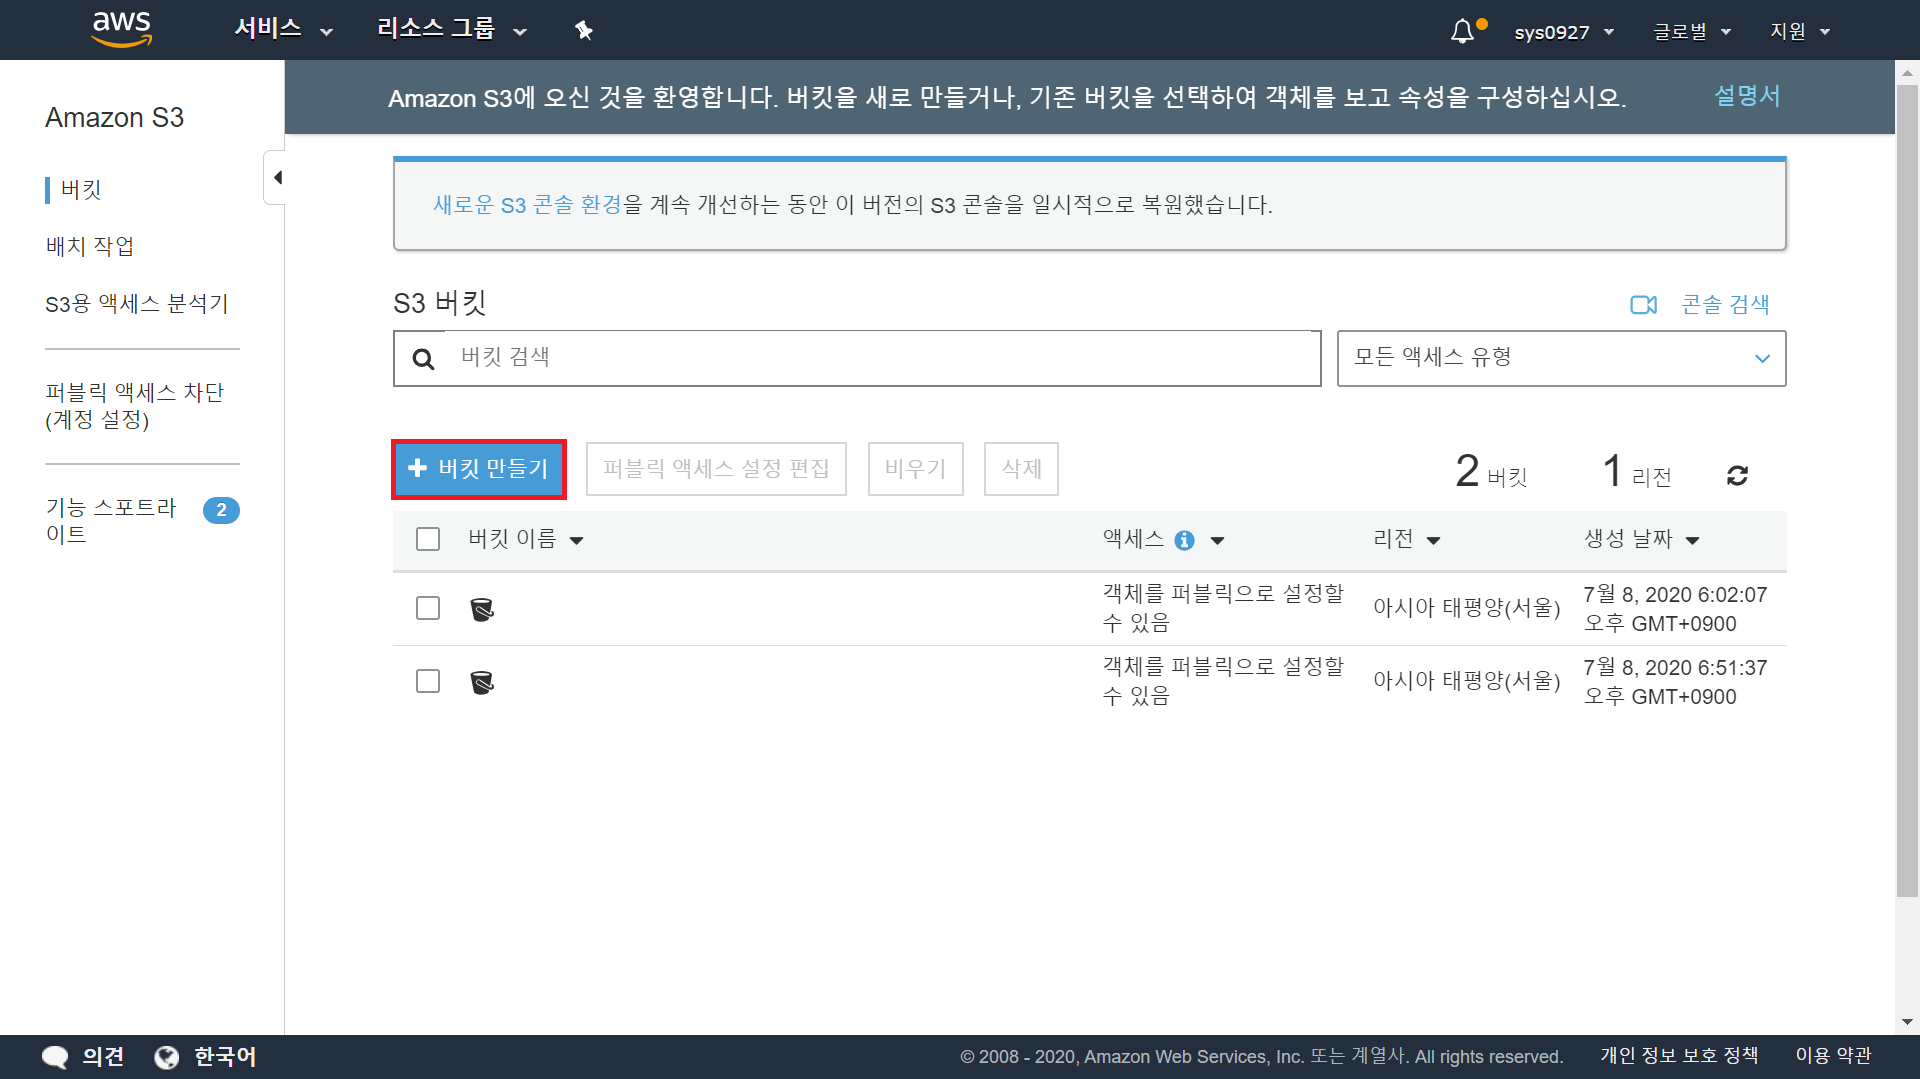 aws 서비스 리소스 그룹 sys0927 글로벌 지원
Amazon S3
버킷
배치 작업
S3용 액세스 분석기
퍼블릭 액세스 차단
(계정 설정)
기능 스포트라 2
이트
Amazon S3에 오신 것을 환영합니다. 버킷을 새로 만들거나, 기존 버킷을 선택하여 객체를 보고 속성을 구성하십시오. 설명서
새로운 S3 콘솔 환경을 계속 개선하는 동안 이 버전의 S3 콘솔을 일시적으로 복원했습니다.
S3 버킷 콘솔 검색
버킷 검색 모든 액세스 유형
+ 버킷 만들기 퍼블릭 액세스 설정 편집 비우기 삭제 2 버킷 1 리전
버킷 이름 액세스 리전 생성 날짜
객체를 퍼블릭으로 설정할 아시아 태평양(서울) 7월 8, 2020 6:02:07
수 있음 오후 GMT+0900
객체를 퍼블릭으로 설정할 아시아 태평양(서울) 7월 8, 2020 6:51:37
수 있음 오후 GMT+0900
의견 한국어 © 2008 - 2020, Amazon Web Services, Inc. 또는 계열사. All rights reserved. 개인 정보 보호 정책 이용 약관